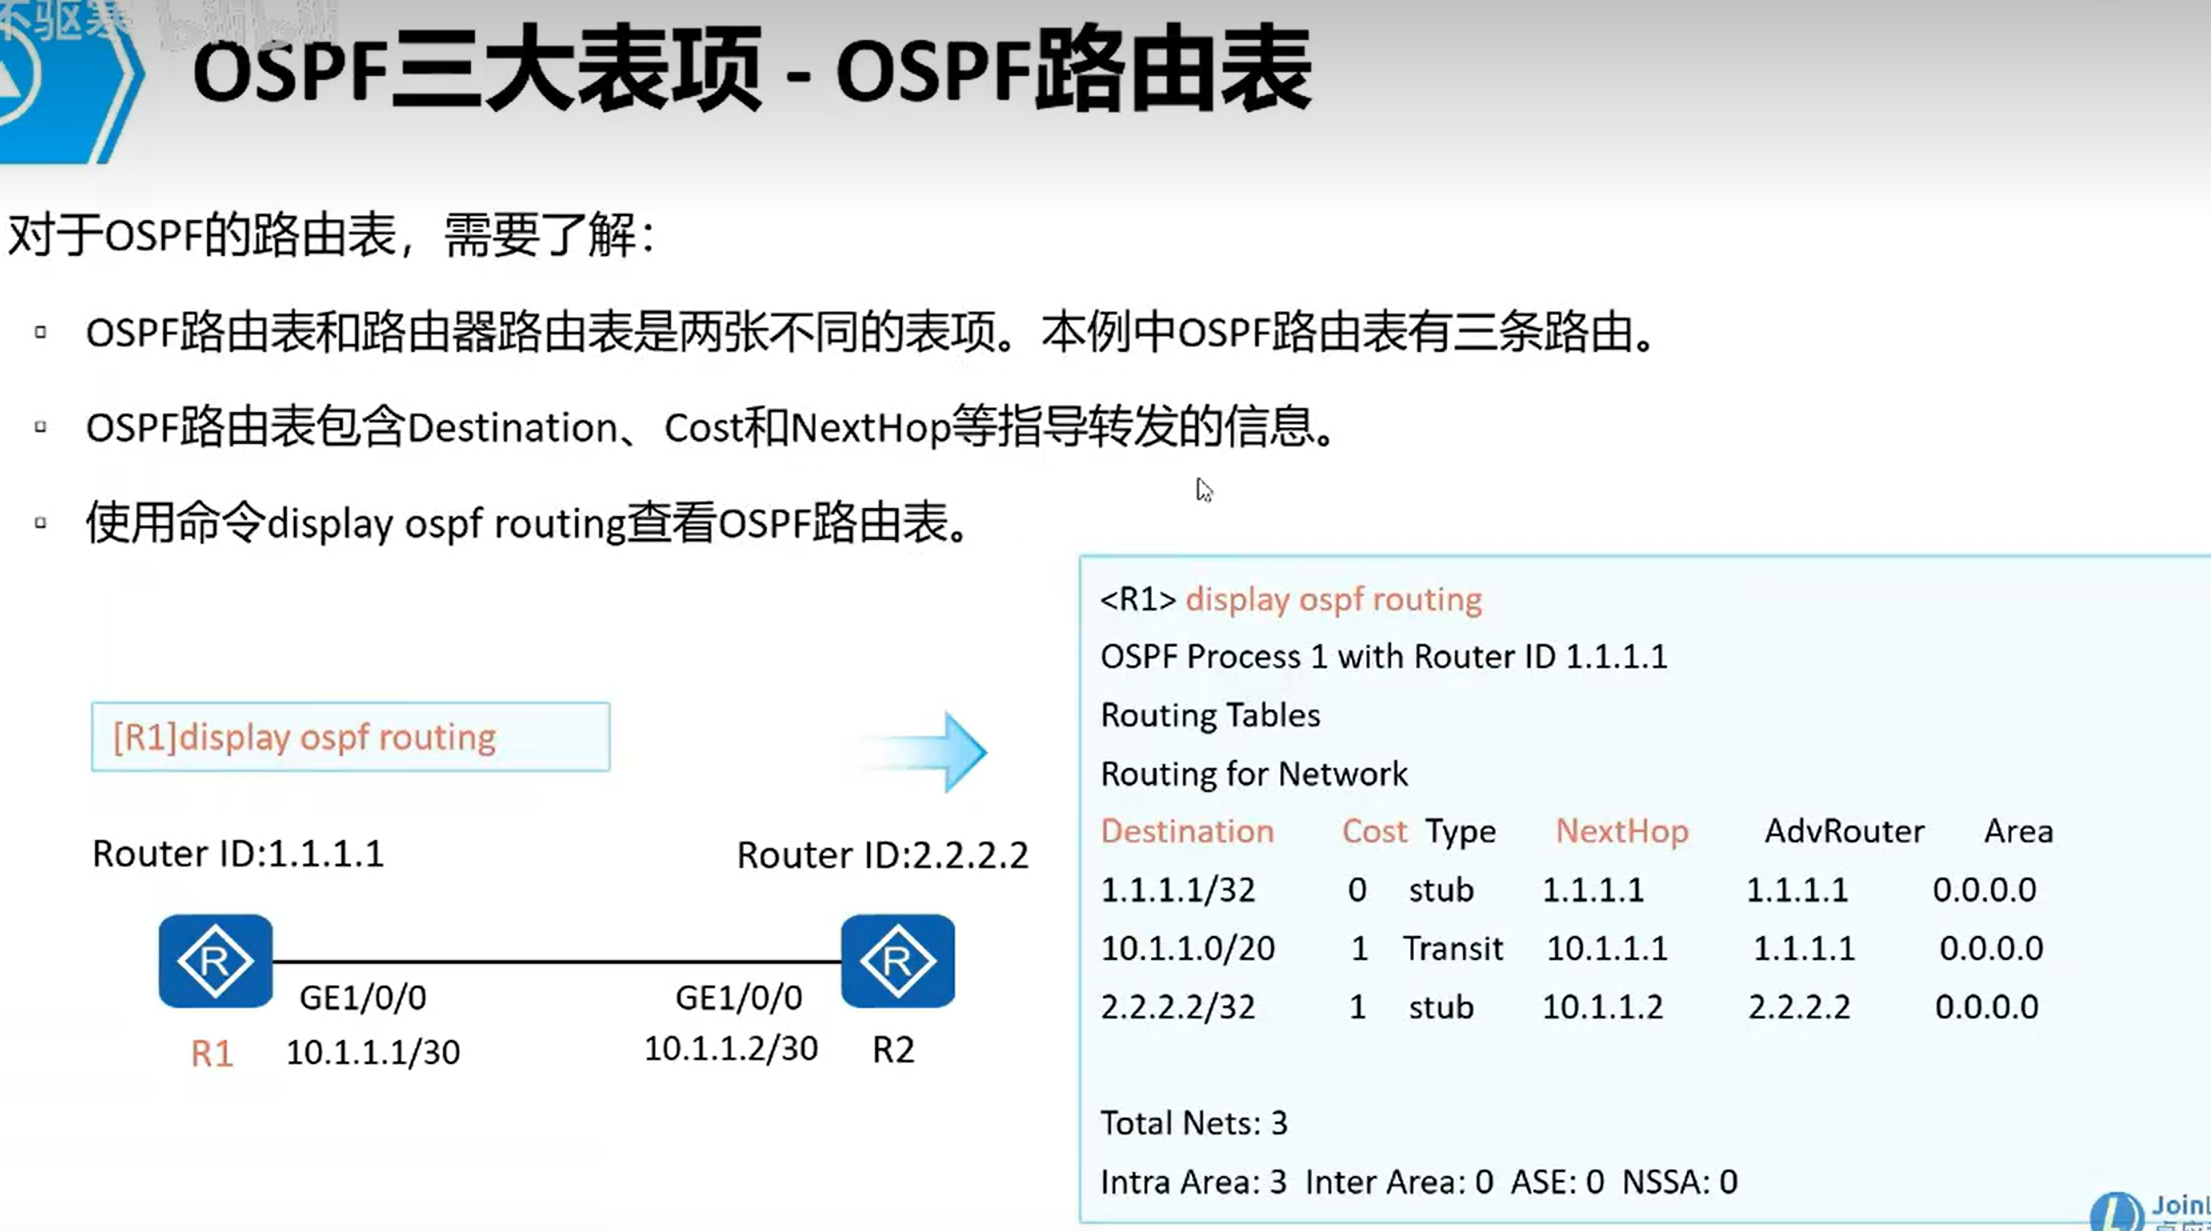 不驱寒
OSPF三大表项 - OSPF路由表
对于OSPF的路由表，需要了解：
▫ OSPF路由表和路由器路由表是两张不同的表项。本例中OSPF路由表有三条路由。
▫ OSPF路由表包含Destination、Cost和NextHop等指导转发的信息。
▫ 使用命令display ospf routing查看OSPF路由表。
[R1]display ospf routing
Router ID:1.1.1.1 Router ID:2.2.2.2
R R
GE1/0/0 GE1/0/0
R1 10.1.1.1/30 10.1.1.2/30 R2
<R1> display ospf routing
OSPF Process 1 with Router ID 1.1.1.1
Routing Tables
Routing for Network
Destination Cost Type NextHop AdvRouter Area
1.1.1.1/32 0 stub 1.1.1.1 1.1.1.1 0.0.0.0
10.1.1.0/20 1 Transit 10.1.1.1 1.1.1.1 0.0.0.0
2.2.2.2/32 1 stub 10.1.1.2 2.2.2.2 0.0.0.0
Total Nets: 3
Intra Area: 3 Inter Area: 0 ASE: 0 NSSA: 0